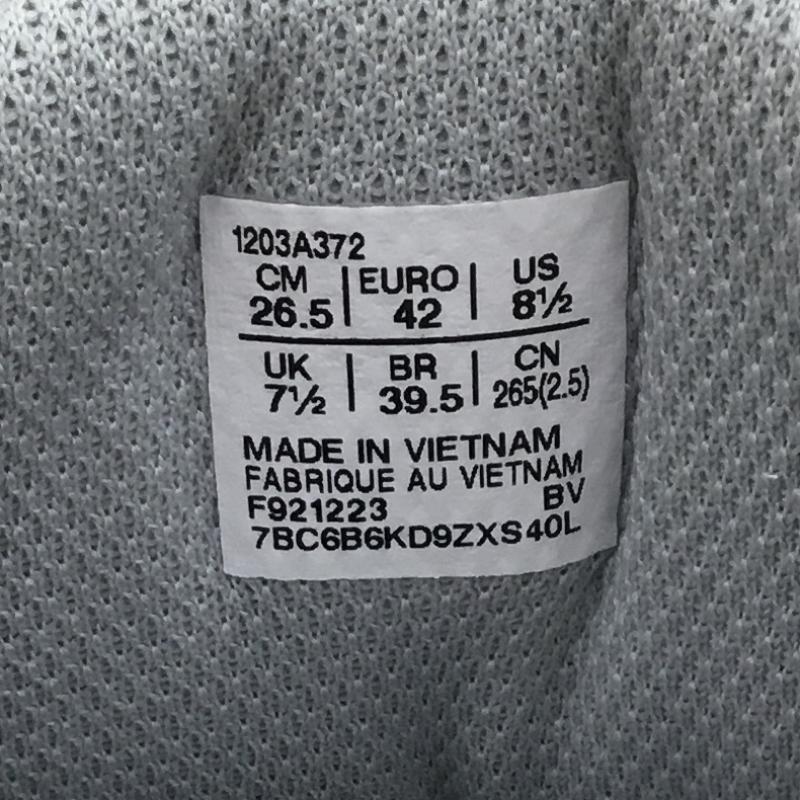 1203A372
CM | EURO | US
26.5 | 42 | 8½
UK | BR | CN
7½ | 39.5 | 265(2.5)
MADE IN VIETNAM
FABRIQUE AU VIETNAM
F921223 BV
7BC6B6KD9ZXS40L